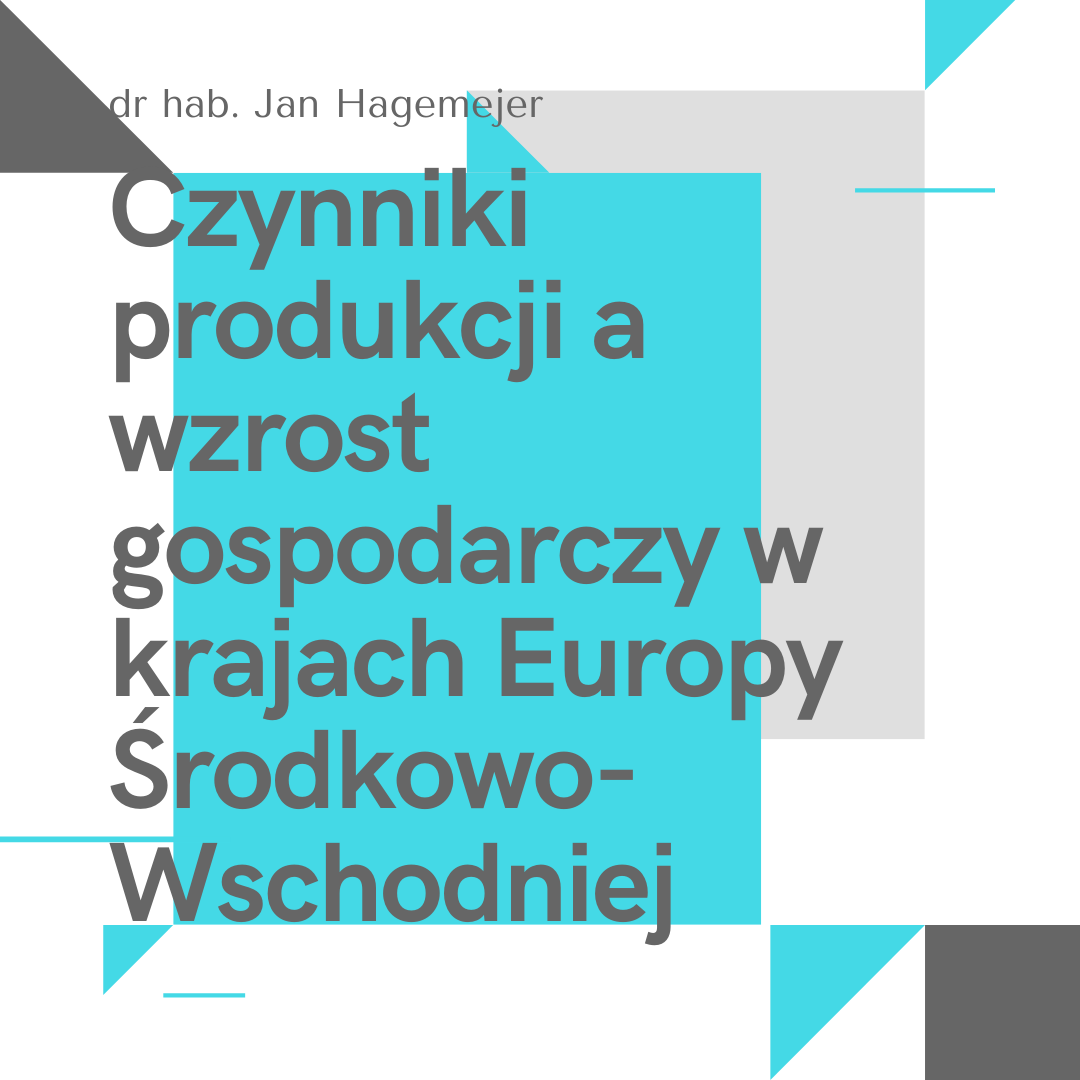 dr hab. Jan Hagemejer
Czynniki
produkcji a
wzrost
gospodarczy w
krajach Europy
Środkowo-
Wschodniej